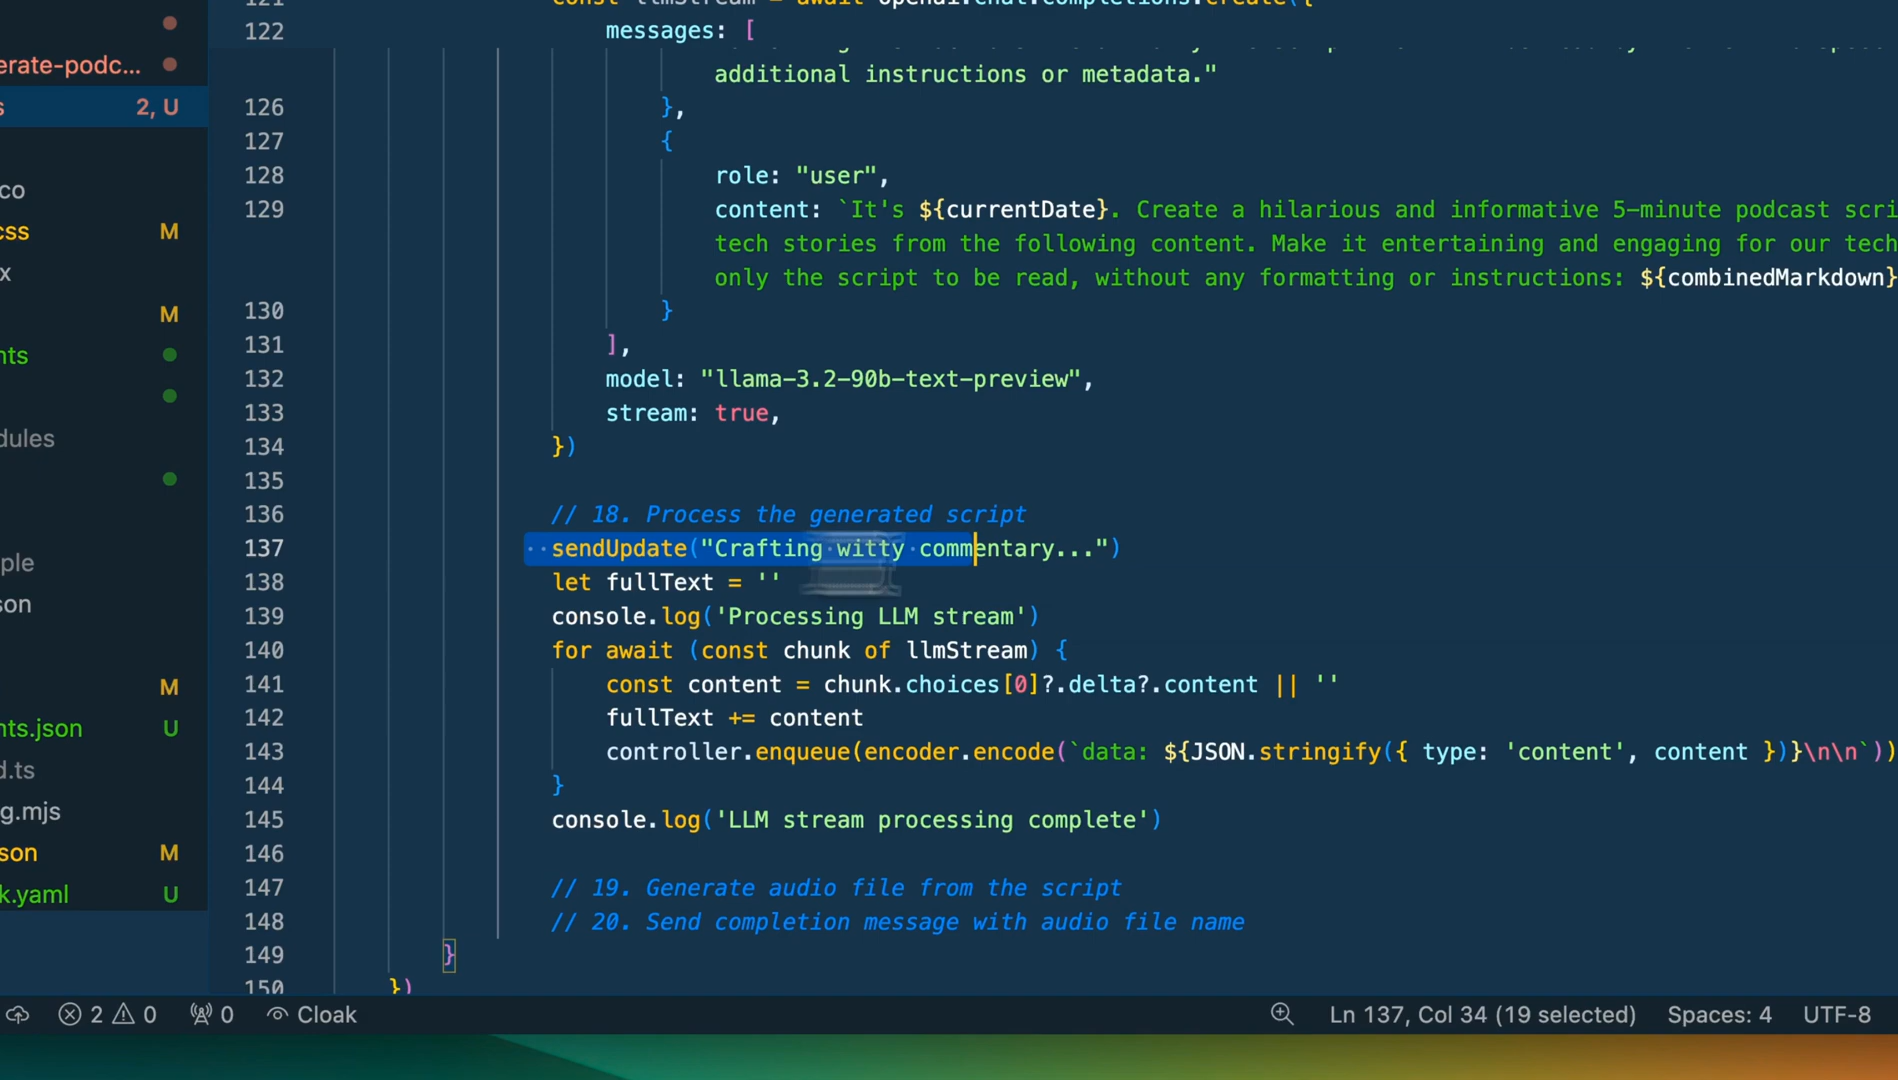 121 const llmStream = await openai.chat.completions.create({
122 messages: [
additional instructions or metadata."
126 },
127 {
128 role: "user",
129 content: `It's ${currentDate}. Create a hilarious and informative 5-minute podcast scri
tech stories from the following content. Make it entertaining and engaging for our tech
only the script to be read, without any formatting or instructions: ${combinedMarkdown}
130 }
131 ],
132 model: "llama-3.2-90b-text-preview",
133 stream: true,
134 })
135
136 // 18. Process the generated script
137 sendUpdate("Crafting witty commentary...")
138 let fullText = ''
139 console.log('Processing LLM stream')
140 for await (const chunk of llmStream) {
141 const content = chunk.choices[0]?.delta?.content || ''
142 fullText += content
143 controller.enqueue(encoder.encode(`data: ${JSON.stringify({ type: 'content', content })}\n\n`))
144 }
145 console.log('LLM stream processing complete')
146
147 // 19. Generate audio file from the script
148 // 20. Send completion message with audio file name
149 }
150 })
erate-podc...
s 2, U
co
css M
x
M
nts
dules
ple
son
M
nts.json U
d.ts
g.mjs
son M
k.yaml U
2 0 0 Cloak Ln 137, Col 34 (19 selected) Spaces: 4 UTF-8